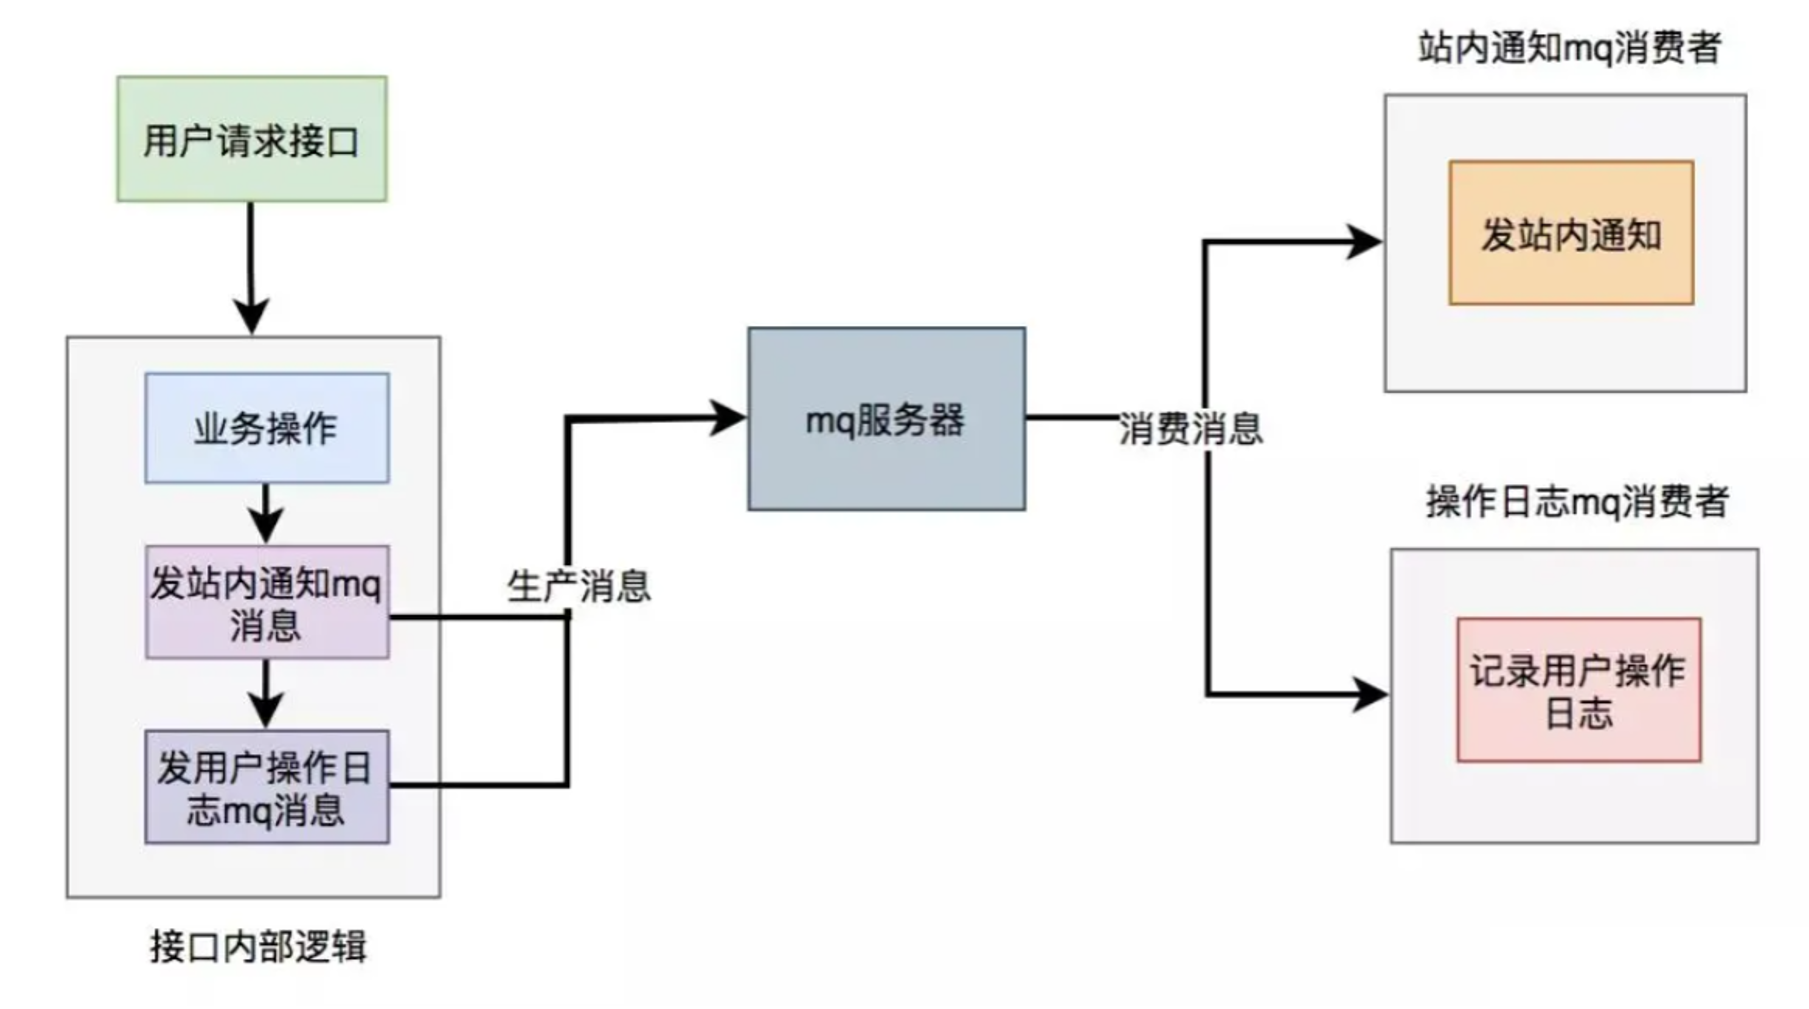 站内通知mq消费者
用户请求接口
发站内通知
业务操作
mq服务器
消费消息
操作日志mq消费者
发站内通知mq
消息
生产消息
记录用户操作
日志
发用户操作日
志mq消息
接口内部逻辑